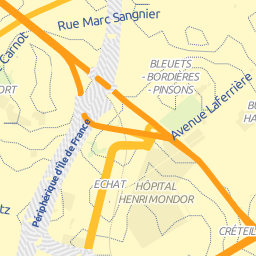 Rue Marc Sangnier
Carnot
BLEUETS
- BORDIÈRES
- PINSONS
Avenue Laferrière
Périphérique d'Île de France
ECHAT
HÔPITAL
HENRI MONDOR
CRÉTEIL